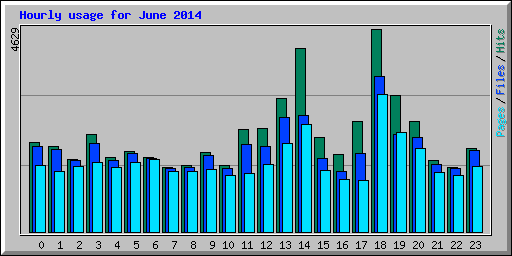 Hourly usage for June 2014
4629
Pages / Files / Hits
0 1 2 3 4 5 6 7 8 9 10 11 12 13 14 15 16 17 18 19 20 21 22 23